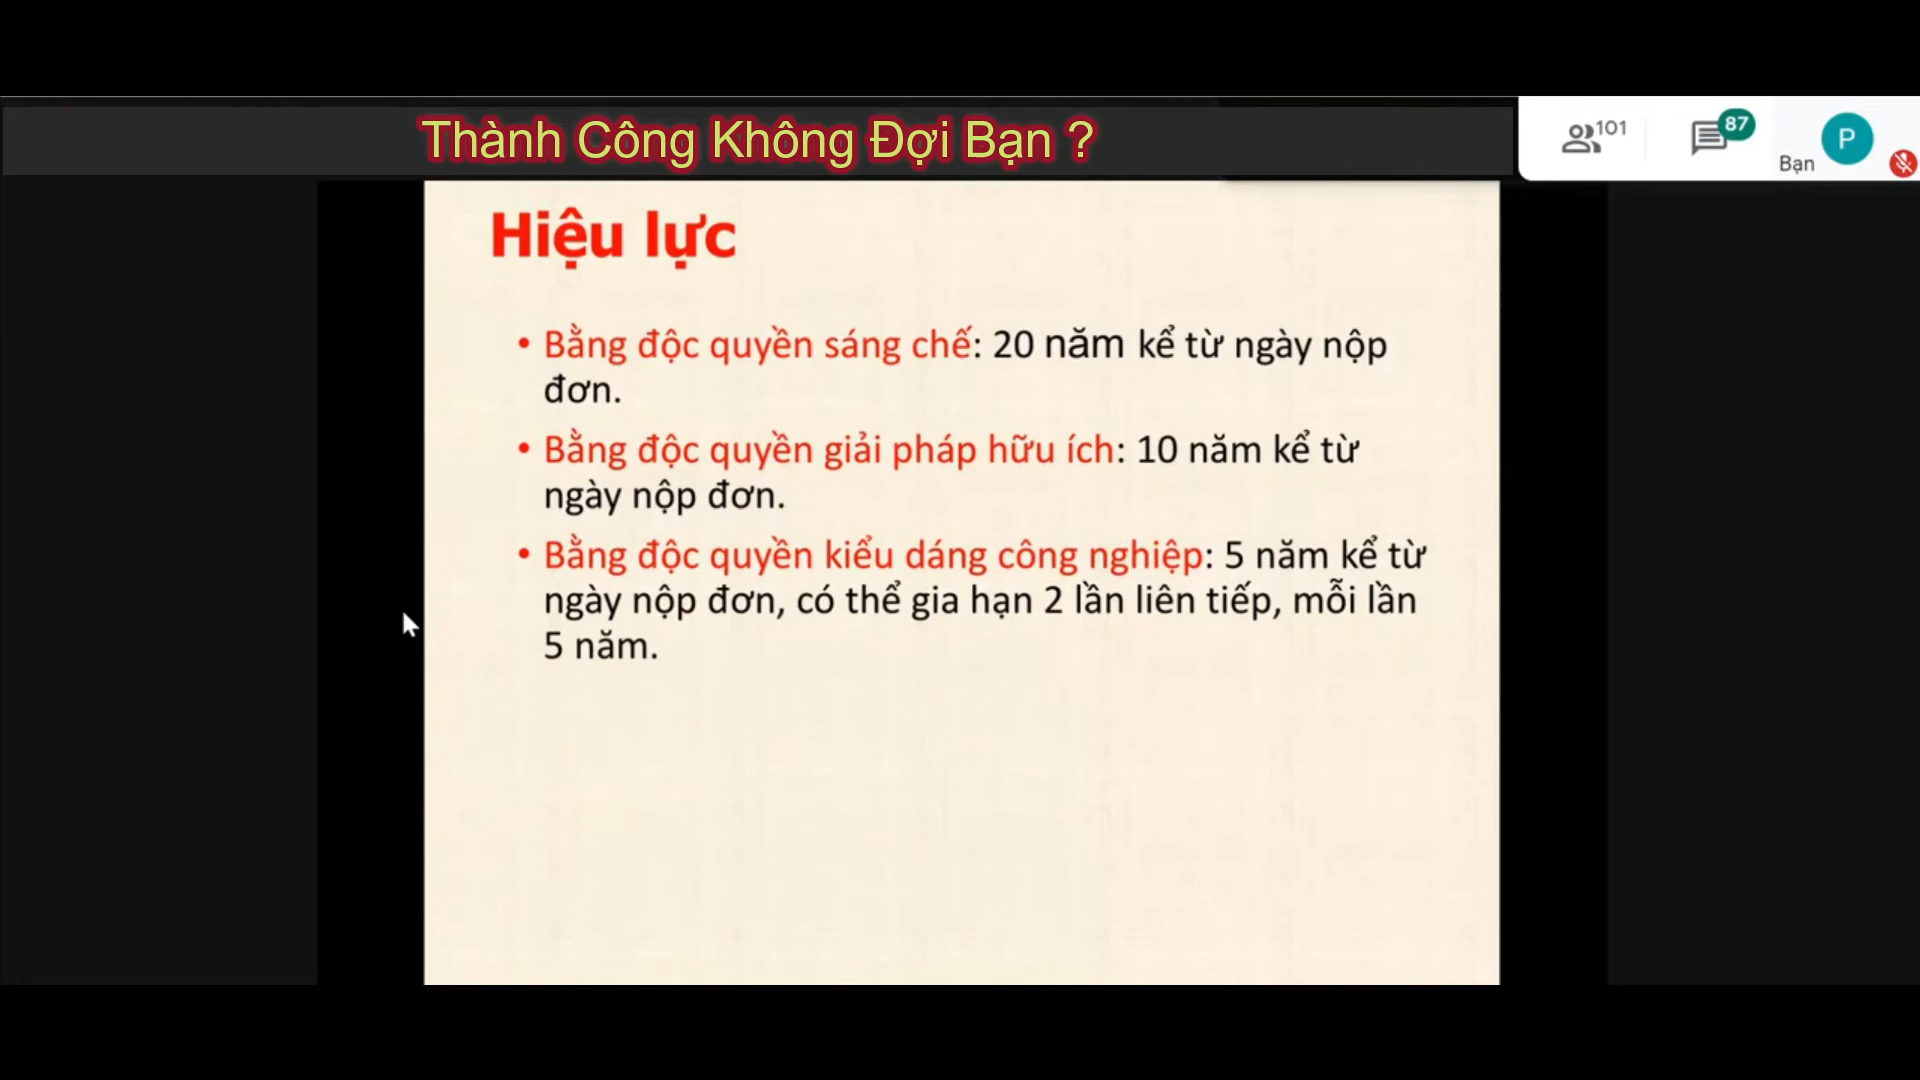 Thành Công Không Đợi Bạn ?
101
87
Bạn
P
Hiệu lực
• Bằng độc quyền sáng chế: 20 năm kể từ ngày nộp
đơn.
• Bằng độc quyền giải pháp hữu ích: 10 năm kể từ
ngày nộp đơn.
• Bằng độc quyền kiểu dáng công nghiệp: 5 năm kể từ
ngày nộp đơn, có thể gia hạn 2 lần liên tiếp, mỗi lần
5 năm.